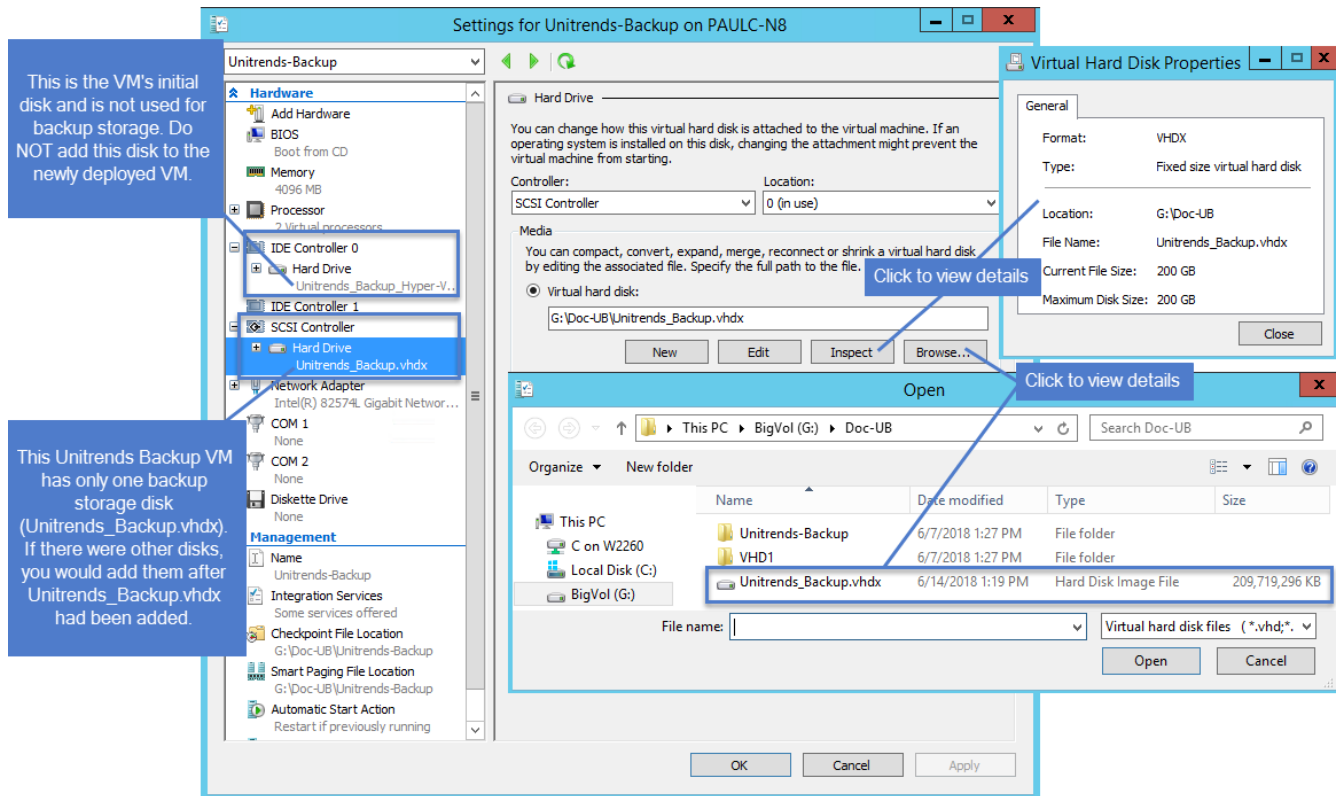 Settings for Unitrends-Backup on PAULC-N8
This is the VM's initial
disk and is not used for
backup storage. Do
NOT add this disk to the
newly deployed VM.
This Unitrends Backup VM
has only one backup
storage disk
(Unitrends_Backup.vhdx).
If there were other disks,
you would add them after
Unitrends_Backup.vhdx
had been added.
Unitrends-Backup
Hardware
Add Hardware
BIOS
Boot from CD
Memory
4096 MB
Processor
2 Virtual processors
IDE Controller 0
Hard Drive
Unitrends_Backup_Hyper-V...
IDE Controller 1
SCSI Controller
Hard Drive
Unitrends_Backup.vhdx
Network Adapter
Intel(R) 82574L Gigabit Networ...
COM 1
None
COM 2
None
Diskette Drive
None
Management
Name
Unitrends-Backup
Integration Services
Some services offered
Checkpoint File Location
G:\Doc-UB\Unitrends-Backup
Smart Paging File Location
G:\Doc-UB\Unitrends-Backup
Automatic Start Action
Restart if previously running
Hard Drive
You can change how this virtual hard disk is attached to the virtual machine. If an
operating system is installed on this disk, changing the attachment might prevent the
virtual machine from starting.
Controller: Location:
SCSI Controller 0 (in use)
Media
You can compact, convert, expand, merge, reconnect or shrink a virtual hard disk
by editing the associated file. Specify the full path to the file.
Click to view details
Virtual hard disk:
G:\Doc-UB\Unitrends_Backup.vhdx
New Edit Inspect Browse...
Virtual Hard Disk Properties
General
Format: VHDX
Type: Fixed size virtual hard disk
Location: G:\Doc-UB
File Name: Unitrends_Backup.vhdx
Current File Size: 200 GB
Maximum Disk Size: 200 GB
Close
Click to view details
Open
This PC BigVol (G:) Doc-UB Search Doc-UB
Organize New folder
Name Date modified Type Size
This PC
C on W2260
Local Disk (C:)
BigVol (G:)
Unitrends-Backup 6/7/2018 1:27 PM File folder
VHD1 6/7/2018 1:27 PM File folder
Unitrends_Backup.vhdx 6/14/2018 1:19 PM Hard Disk Image File 209,719,296 KB
File name: Virtual hard disk files (*.vhd;*.
Open Cancel
OK Cancel Apply